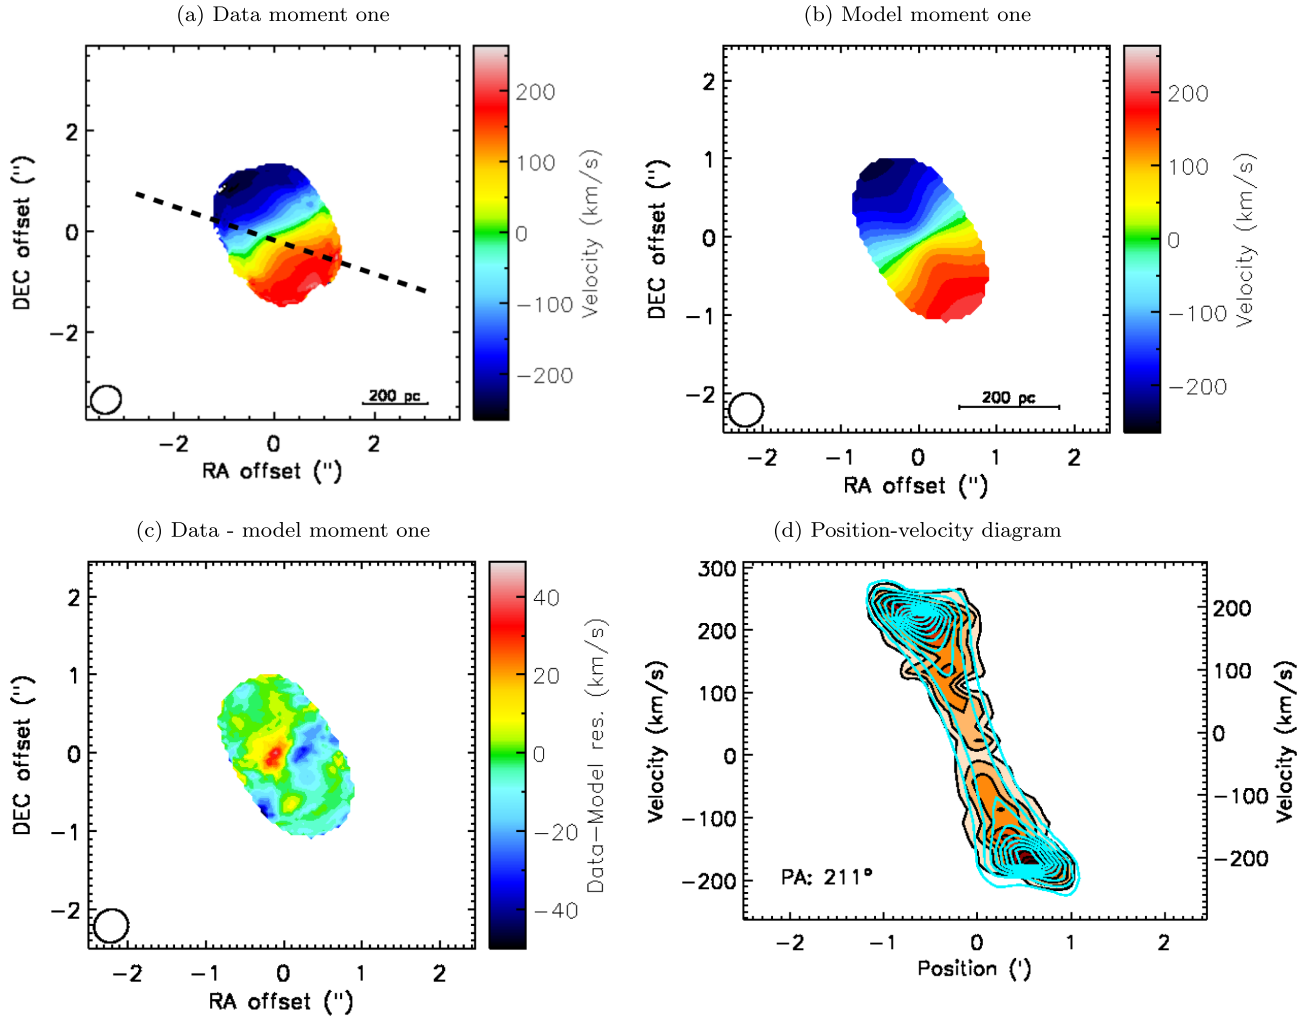 (a) Data moment one
(b) Model moment one
DEC offset ('')
2
0
−2
−2 0 2
RA offset ('')
200 pc
200
100
0
−100
−200
Velocity (km/s)
DEC offset ('')
2
1
0
−1
−2
−2 −1 0 1 2
RA offset ('')
200 pc
200
100
0
−100
−200
Velocity (km/s)
(c) Data - model moment one
(d) Position-velocity diagram
DEC offset ('')
2
1
0
−1
−2
−2 −1 0 1 2
RA offset ('')
40
20
0
−20
−40
Data−Model res. (km/s)
Velocity (km/s)
300
200
100
0
−100
−200
PA: 211°
−2 −1 0 1 2
Position (')
200
100
0
−100
−200
Velocity (km/s)